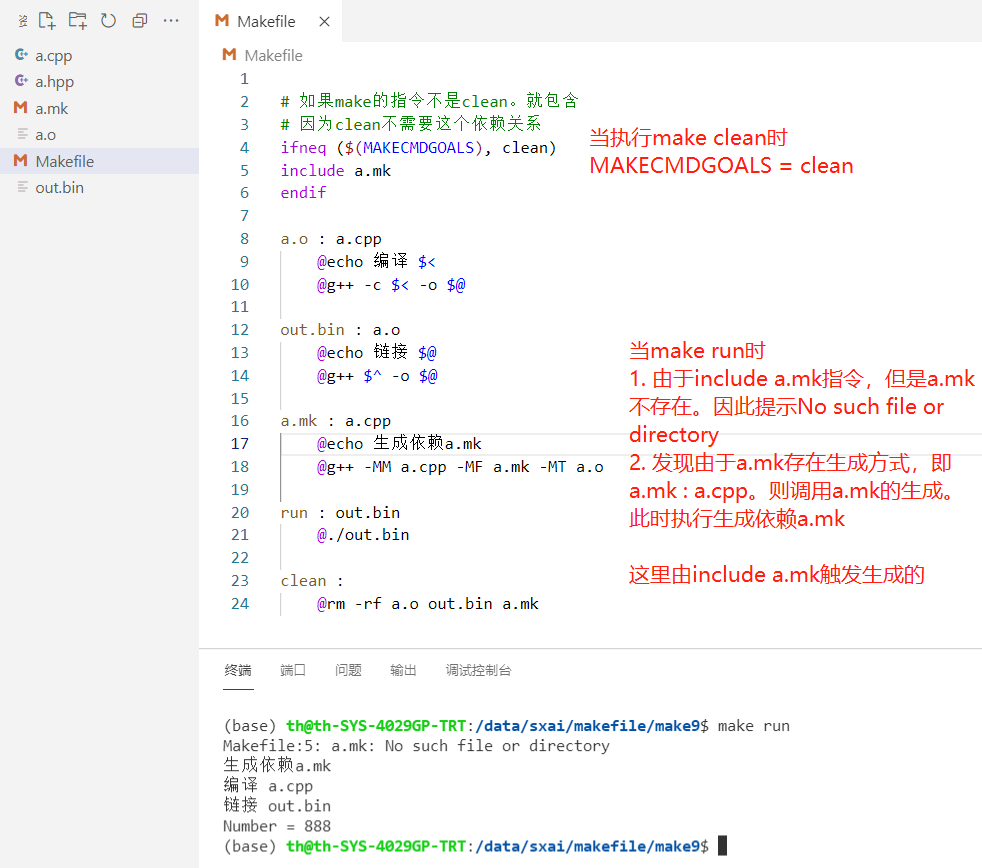 Makefile
a.cpp
a.hpp
a.mk
a.o
Makefile
out.bin
Makefile
1
2 # 如果make的指令不是clean。就包含
3 # 因为clean不需要这个依赖关系
4 ifneq ($(MAKECMDGOALS), clean)
5 include a.mk
6 endif
7
8 a.o : a.cpp
9 @echo 编译 $<
10 @g++ -c $< -o $@
11
12 out.bin : a.o
13 @echo 链接 $@
14 @g++ $^ -o $@
15
16 a.mk : a.cpp
17 @echo 生成依赖a.mk
18 @g++ -MM a.cpp -MF a.mk -MT a.o
19
20 run : out.bin
21 @./out.bin
22
23 clean :
24 @rm -rf a.o out.bin a.mk
当执行make clean时
MAKECMDGOALS = clean
当make run时
1. 由于include a.mk指令，但是a.mk
不存在。因此提示No such file or
directory
2. 发现由于a.mk存在生成方式，即
a.mk : a.cpp。则调用a.mk的生成。
此时执行生成依赖a.mk
这里由include a.mk触发生成的
终端 端口 问题 输出 调试控制台
(base) th@th-SYS-4029GP-TRT:/data/sxai/makefile/make9$ make run
Makefile:5: a.mk: No such file or directory
生成依赖a.mk
编译 a.cpp
链接 out.bin
Number = 888
(base) th@th-SYS-4029GP-TRT:/data/sxai/makefile/make9$